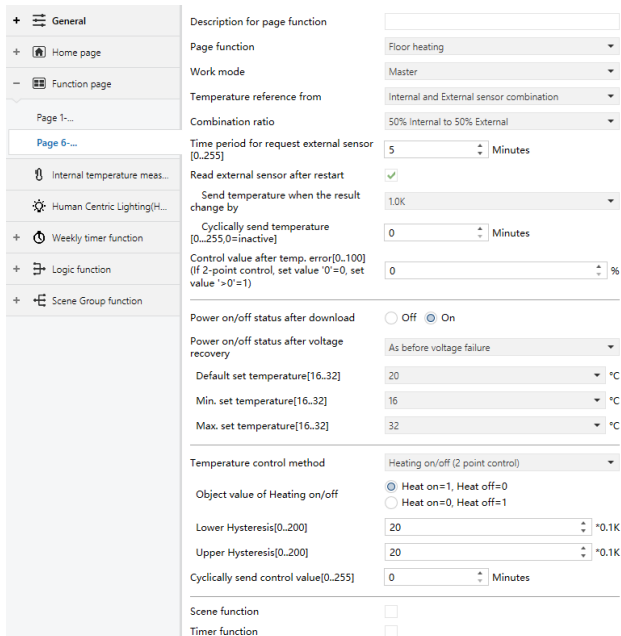 + General
+ Home page
− Function page
Page 1-...
Page 6-...
Internal temperature meas...
Human Centric Lighting(H...
+ Weekly timer function
+ Logic function
+ Scene Group function
Description for page function
Page function Floor heating
Work mode Master
Temperature reference from Internal and External sensor combination
Combination ratio 50% Internal to 50% External
Time period for request external sensor
[0..255] 5 Minutes
Read external sensor after restart
Send temperature when the result
change by 1.0K
Cyclically send temperature
[0...255,0=inactive] 0 Minutes
Control value after temp. error[0..100]
(If 2-point control, set value '0'=0, set
value '>0'=1) 0 %
Power on/off status after download Off On
Power on/off status after voltage
recovery As before voltage failure
Default set temperature[16..32] 20 °C
Min. set temperature[16..32] 16 °C
Max. set temperature[16..32] 32 °C
Temperature control method Heating on/off (2 point control)
Object value of Heating on/off
Heat on=1, Heat off=0
Heat on=0, Heat off=1
Lower Hysteresis[0..200] 20 *0.1K
Upper Hysteresis[0..200] 20 *0.1K
Cyclically send control value[0..255] 0 Minutes
Scene function
Timer function